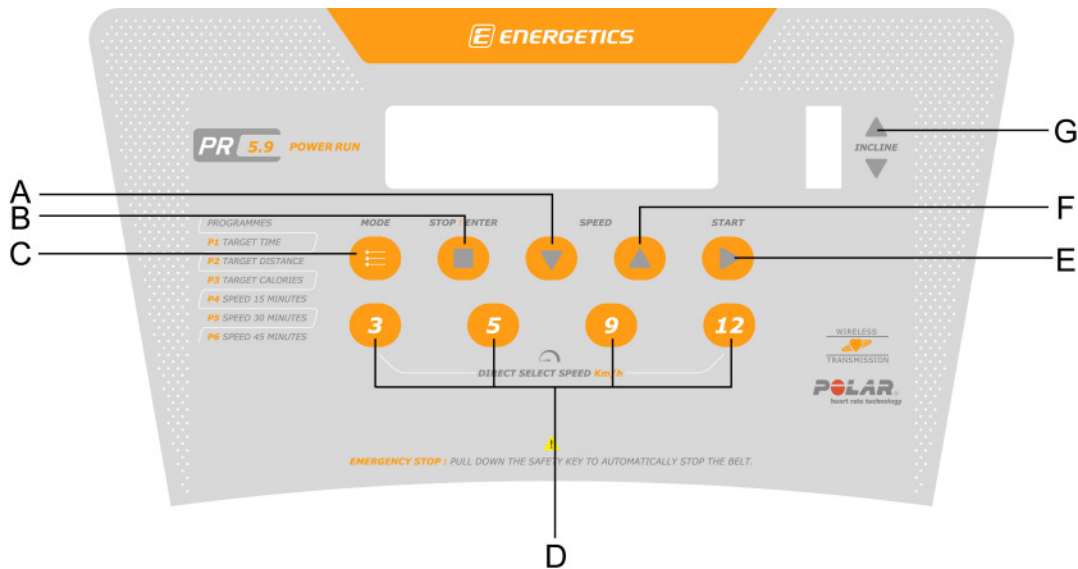 E ENERGETICS
PR 5.9 POWER RUN
INCLINE
G
A
B
C
F
E
PROGRAMMES
P1 TARGET TIME
P2 TARGET DISTANCE
P3 TARGET CALORIES
P4 SPEED 15 MINUTES
P5 SPEED 30 MINUTES
P6 SPEED 45 MINUTES
MODE STOP / ENTER SPEED START
3 5 9 12
DIRECT SELECT SPEED Km/h
WIRELESS
TRANSMISSION
POLAR
heart rate technology
EMERGENCY STOP : PULL DOWN THE SAFETY KEY TO AUTOMATICALLY STOP THE BELT.
D